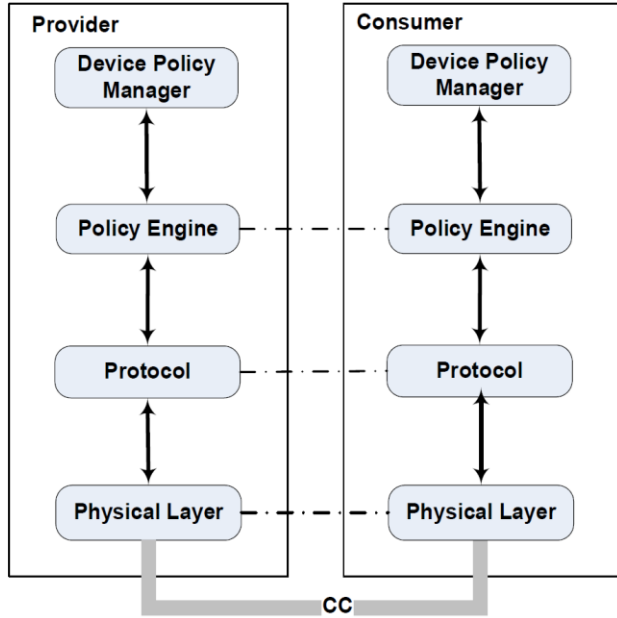 Provider
Device Policy
Manager
Policy Engine
Protocol
Physical Layer
Consumer
Device Policy
Manager
Policy Engine
Protocol
Physical Layer
CC